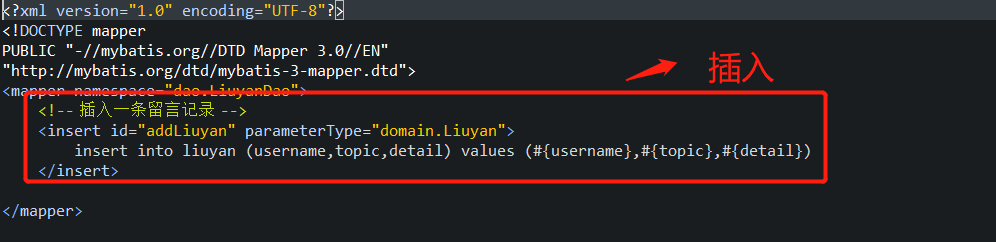 <?xml version="1.0" encoding="UTF-8"?>
<!DOCTYPE mapper
PUBLIC "-//mybatis.org//DTD Mapper 3.0//EN"
"http://mybatis.org/dtd/mybatis-3-mapper.dtd">
插入
<mapper namespace="dao.LiuyanDao">
<!-- 插入一条留言记录 -->
<insert id="addLiuyan" parameterType="domain.Liuyan">
insert into liuyan (username,topic,detail) values (#{username},#{topic},#{detail})
</insert>
</mapper>